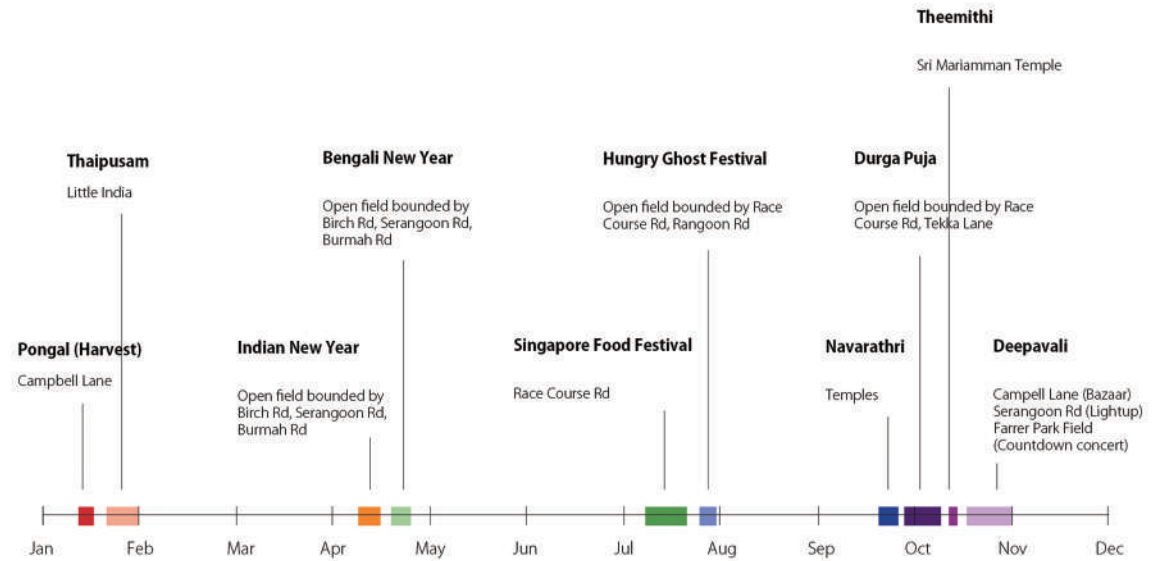 Theemithi
Sri Mariamman Temple
Thaipusam
Little India
Bengali New Year
Open field bounded by
Birch Rd, Serangoon Rd,
Burmah Rd
Hungry Ghost Festival
Open field bounded by Race
Course Rd, Rangoon Rd
Durga Puja
Open field bounded by Race
Course Rd, Tekka Lane
Pongal (Harvest)
Campbell Lane
Indian New Year
Open field bounded by
Birch Rd, Serangoon Rd,
Burmah Rd
Singapore Food Festival
Race Course Rd
Navarathri
Temples
Deepavali
Campell Lane (Bazaar)
Serangoon Rd (Lightup)
Farrer Park Field
(Countdown concert)
Jan Feb Mar Apr May Jun Jul Aug Sep Oct Nov Dec